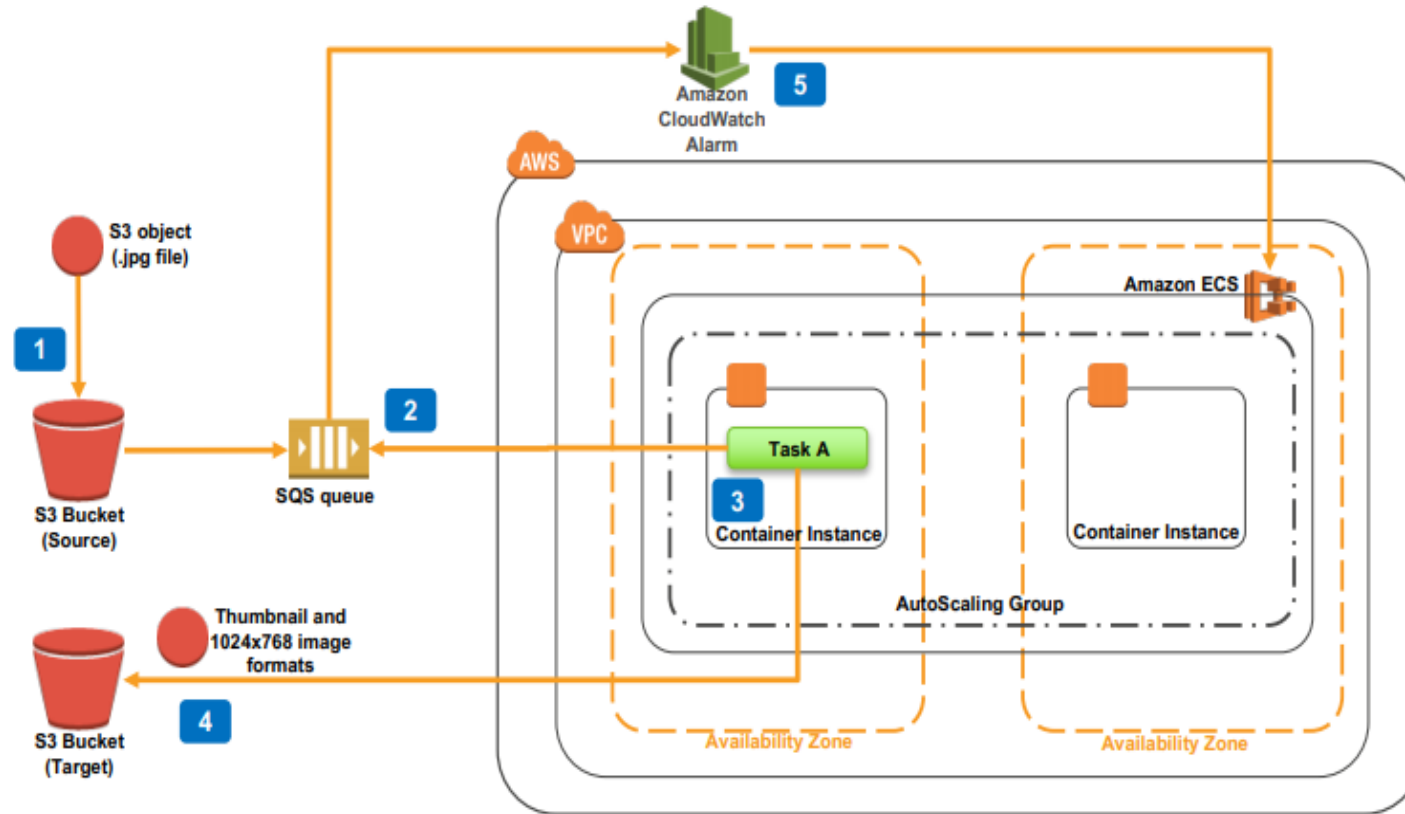 5
Amazon
CloudWatch
Alarm
AWS
VPC
S3 object
(.jpg file)
Amazon ECS
1
2
Task A
SQS queue
3
S3 Bucket
(Source)
Container Instance
Container Instance
AutoScaling Group
Thumbnail and
1024x768 image
formats
4
S3 Bucket
(Target)
Availability Zone
Availability Zone